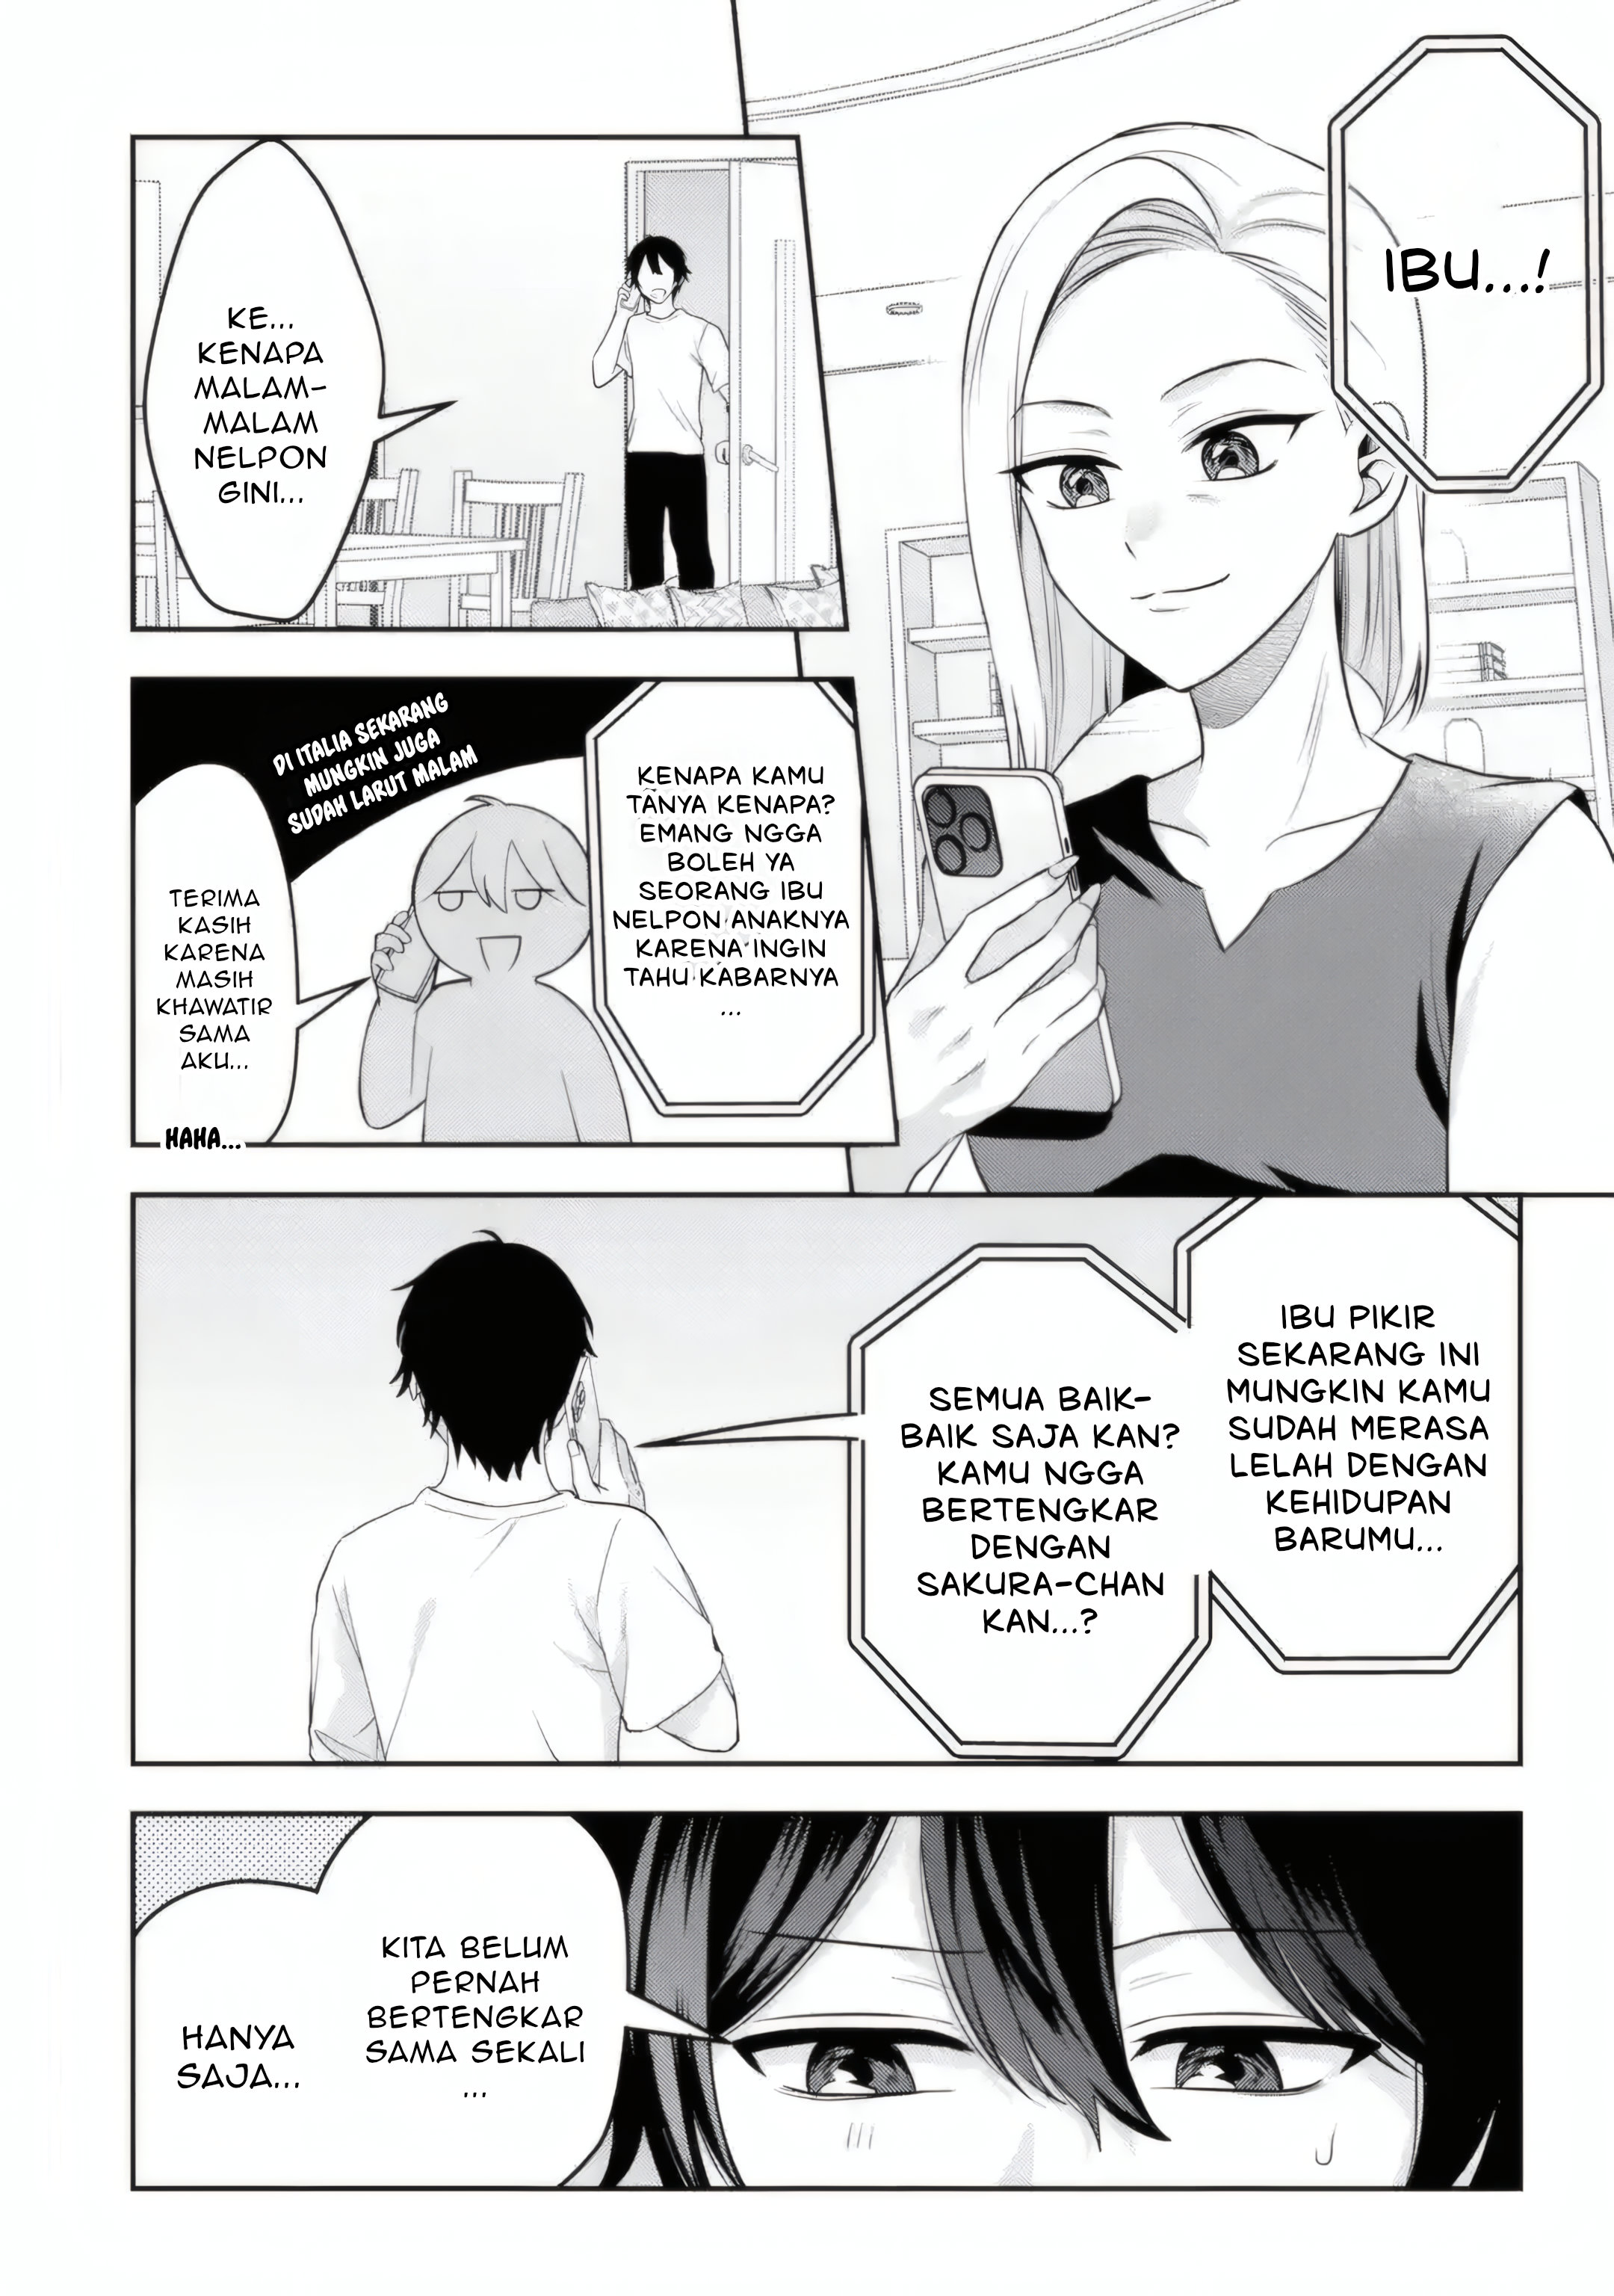 IBU...!
KE...
KENAPA
MALAM-
MALAM
NELPON
GINI...
KENAPA KAMU
TANYA KENAPA?
EMANG NGGA
BOLEH YA
SEORANG IBU
NELPON ANAKNYA
KARENA INGIN
TAHU KABARNYA
...
DI ITALIA SEKARANG
MUNGKIN JUGA
SUDAH LARUT MALAM
TERIMA
KASIH
KARENA
MASIH
KHAWATIR
SAMA
AKU...
HAHA...
IBU PIKIR
SEKARANG INI
MUNGKIN KAMU
SUDAH MERASA
LELAH DENGAN
KEHIDUPAN
BARUMU...
SEMUA BAIK-
BAIK SAJA KAN?
KAMU NGGA
BERTENGKAR
DENGAN
SAKURA-CHAN
KAN...?
KITA BELUM
PERNAH
BERTENGKAR
SAMA SEKALI
...
HANYA
SAJA...